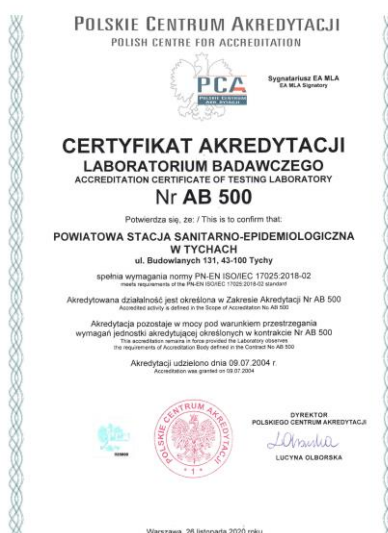 POLSKIE CENTRUM AKREDYTACJI
POLISH CENTRE FOR ACCREDITATION
PCA
POLSKIE CENTRUM
AKREDYTACJI
Sygnatariusz EA MLA
EA MLA Signatory
CERTYFIKAT AKREDYTACJI
LABORATORIUM BADAWCZEGO
ACCREDITATION CERTIFICATE OF TESTING LABORATORY
Nr AB 500
Potwierdza się, że: / This is to confirm that:
POWIATOWA STACJA SANITARNO-EPIDEMIOLOGICZNA
W TYCHACH
ul. Budowlanych 131, 43-100 Tychy
spełnia wymagania normy PN-EN ISO/IEC 17025:2018-02
meets requirements of the PN-EN ISO/IEC 17025:2018-02 standard
Akredytowana działalność jest określona w Zakresie Akredytacji Nr AB 500
Accredited activity is defined in the Scope of Accreditation No AB 500
Akredytacja pozostaje w mocy pod warunkiem przestrzegania
wymagań jednostki akredytującej określonych w kontrakcie Nr AB 500
This accreditation remains in force provided the Laboratory observes
the requirements of Accreditation Body defined in the Contract No AB 500
Akredytacji udzielono dnia 09.07.2004 r.
Accreditation was granted on 09.07.2004
POLSKIE CENTRUM AKREDYTACJI
* 1 *
DYREKTOR
POLSKIEGO CENTRUM AKREDYTACJI
LUCYNA OLBORSKA
Warszawa, 26 listopada 2020 roku